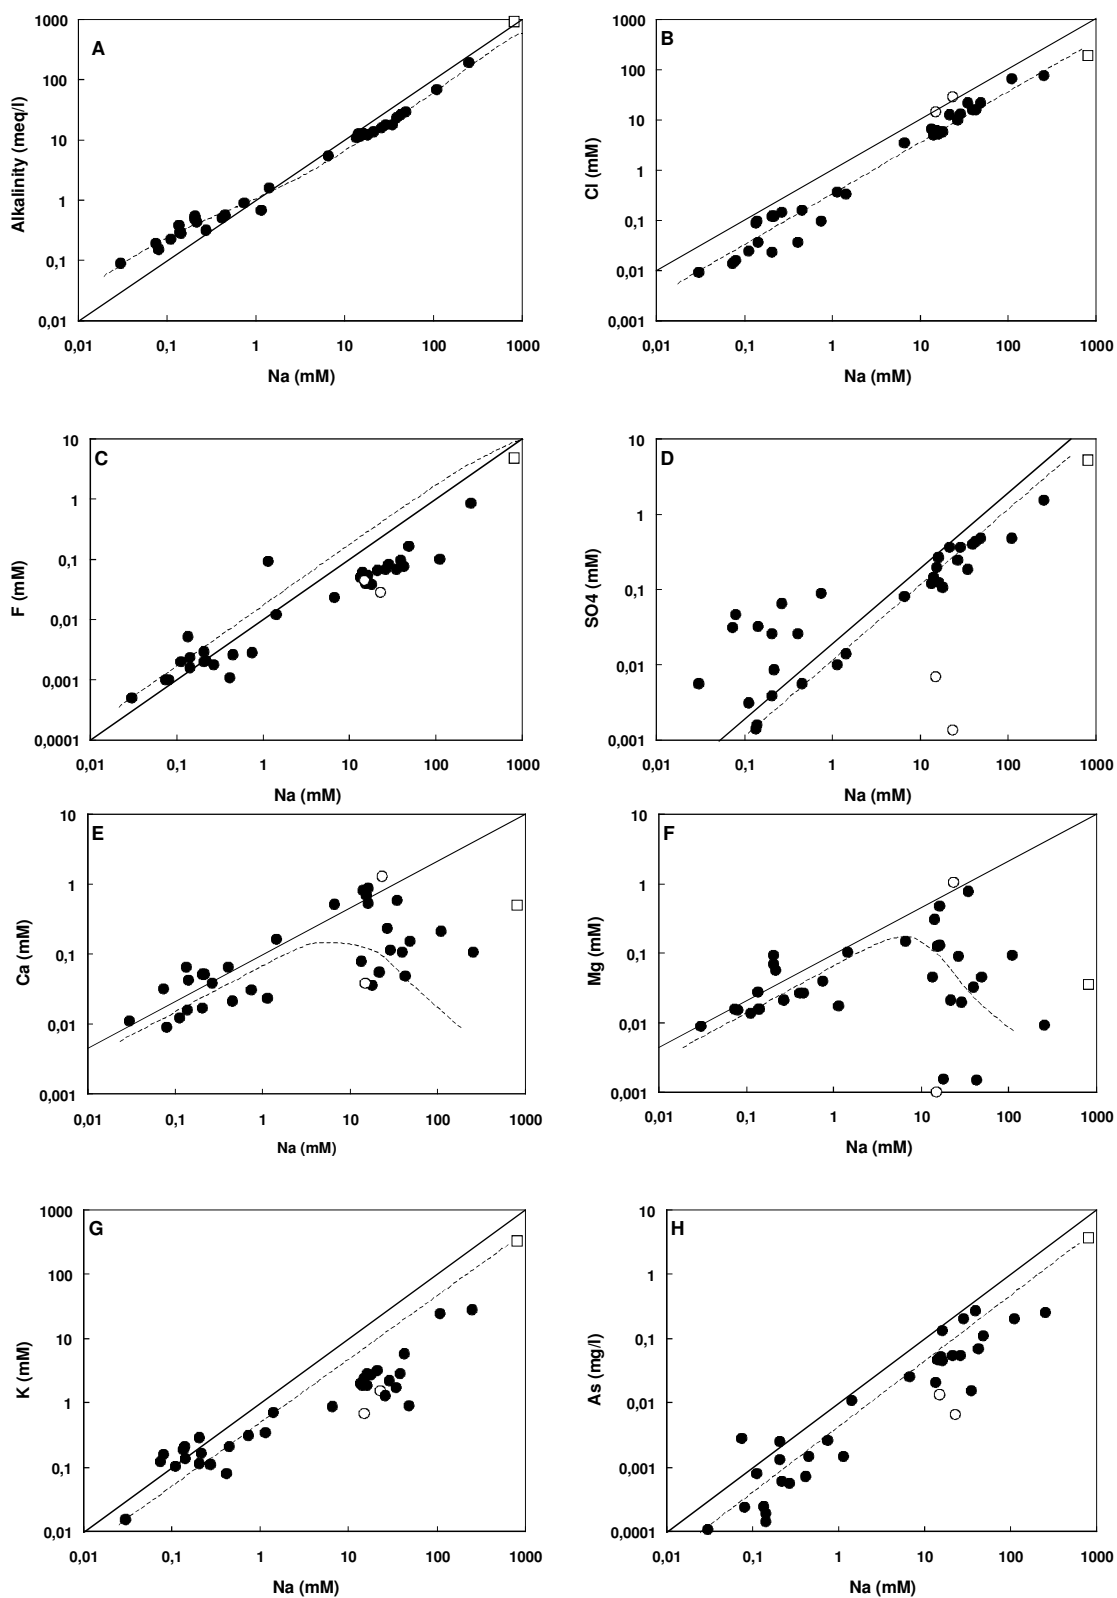 A
Alkalinity (meq/l)
1000
100
10
1
0,1
0,01
0,01 0,1 1 10 100 1000
Na (mM)
B
Cl (mM)
1000
100
10
1
0,1
0,01
0,001
0,01 0,1 1 10 100 1000
Na (mM)
C
F (mM)
10
1
0,1
0,01
0,001
0,0001
0,01 0,1 1 10 100 1000
Na (mM)
D
SO4 (mM)
10
1
0,1
0,01
0,001
0,01 0,1 1 10 100 1000
Na (mM)
E
Ca (mM)
10
1
0,1
0,01
0,001
0,01 0,1 1 10 100 1000
Na (mM)
F
Mg (mM)
10
1
0,1
0,01
0,001
0,01 0,1 1 10 100 1000
Na (mM)
G
K (mM)
1000
100
10
1
0,1
0,01
0,01 0,1 1 10 100 1000
Na (mM)
H
As (mg/l)
10
1
0,1
0,01
0,001
0,0001
0,01 0,1 1 10 100 1000
Na (mM)